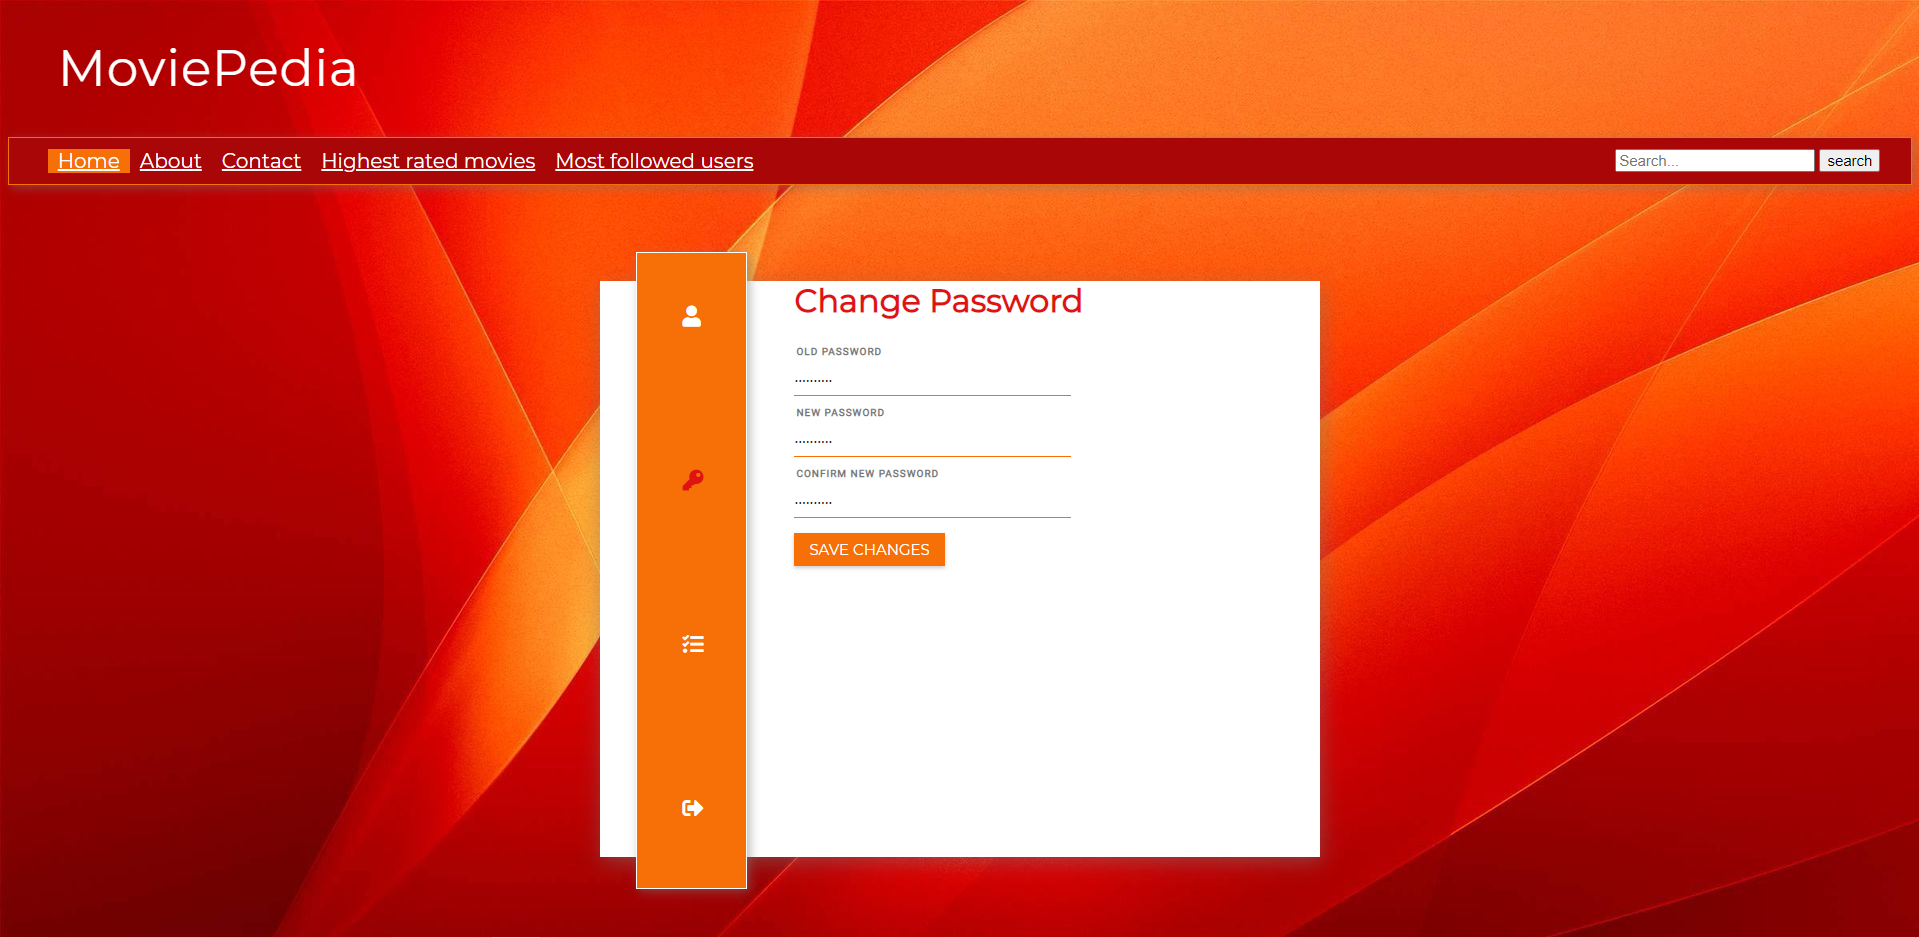 MoviePedia
Home About Contact Highest rated movies Most followed users Search... search
Change Password
OLD PASSWORD
..........
NEW PASSWORD
..........
CONFIRM NEW PASSWORD
..........
SAVE CHANGES